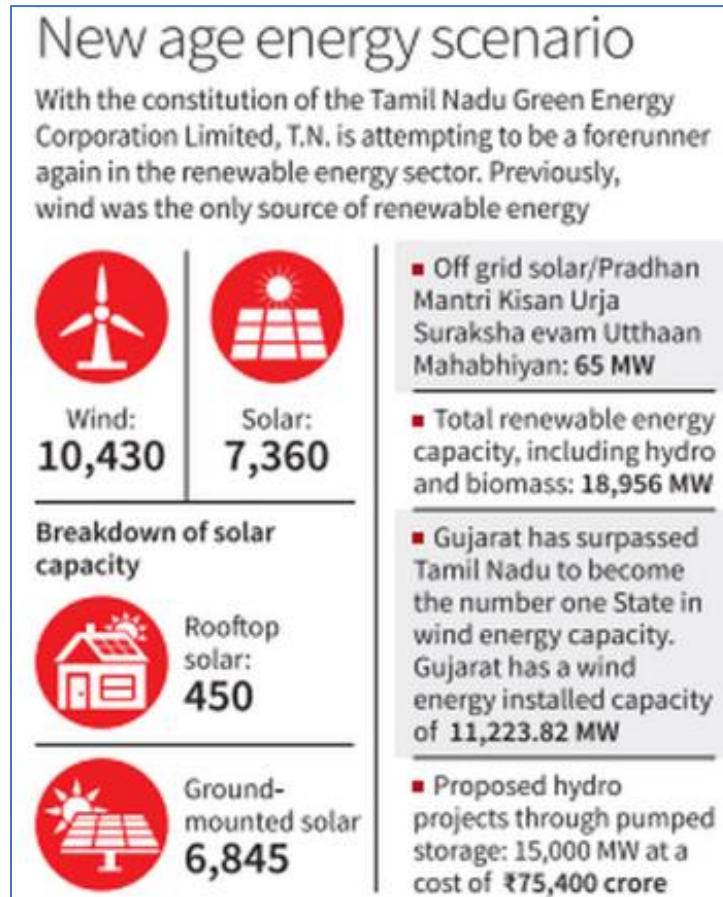 New age energy scenario
With the constitution of the Tamil Nadu Green Energy
Corporation Limited, T.N. is attempting to be a forerunner
again in the renewable energy sector. Previously,
wind was the only source of renewable energy
Wind:
10,430
Solar:
7,360
Breakdown of solar
capacity
Rooftop
solar:
450
Ground-
mounted solar
6,845
■ Off grid solar/Pradhan
Mantri Kisan Urja
Suraksha evam Utthaan
Mahabhiyan: 65 MW
■ Total renewable energy
capacity, including hydro
and biomass: 18,956 MW
■ Gujarat has surpassed
Tamil Nadu to become
the number one State in
wind energy capacity.
Gujarat has a wind
energy installed capacity
of 11,223.82 MW
■ Proposed hydro
projects through pumped
storage: 15,000 MW at a
cost of ₹75,400 crore